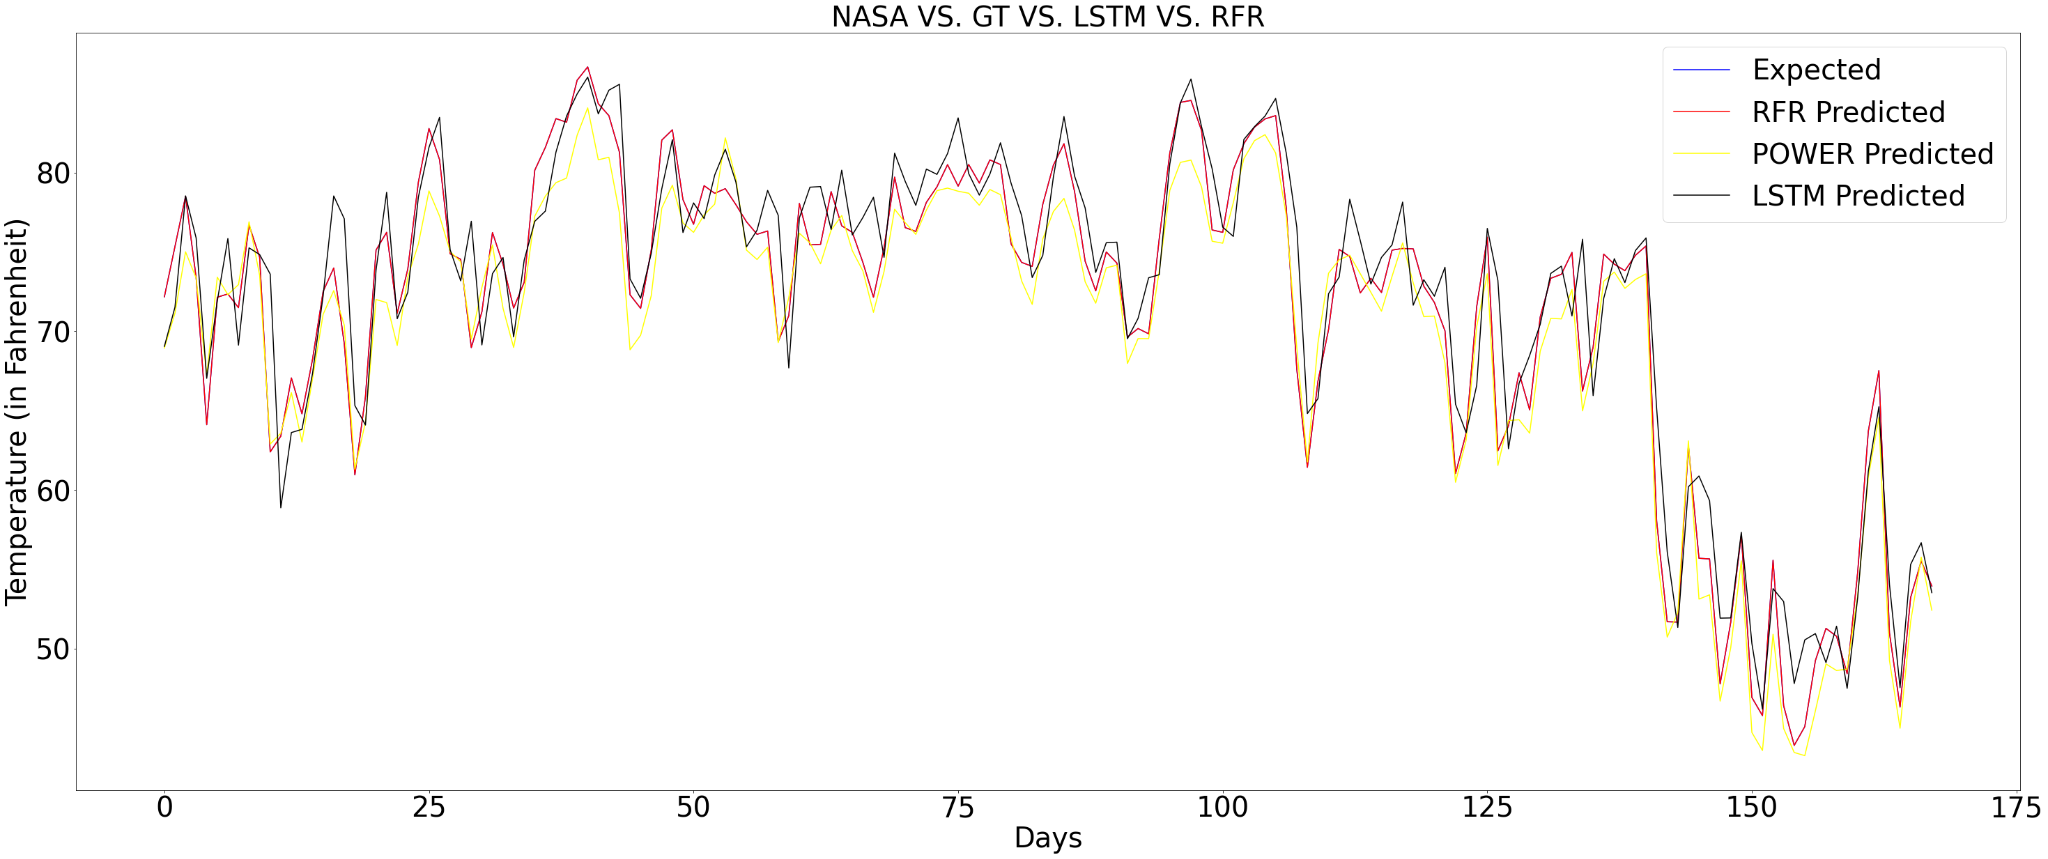 NASA VS. GT VS. LSTM VS. RFR
Expected
RFR Predicted
POWER Predicted
LSTM Predicted
Temperature (in Fahrenheit)
80
70
60
50
0 25 50 75 100 125 150 175
Days